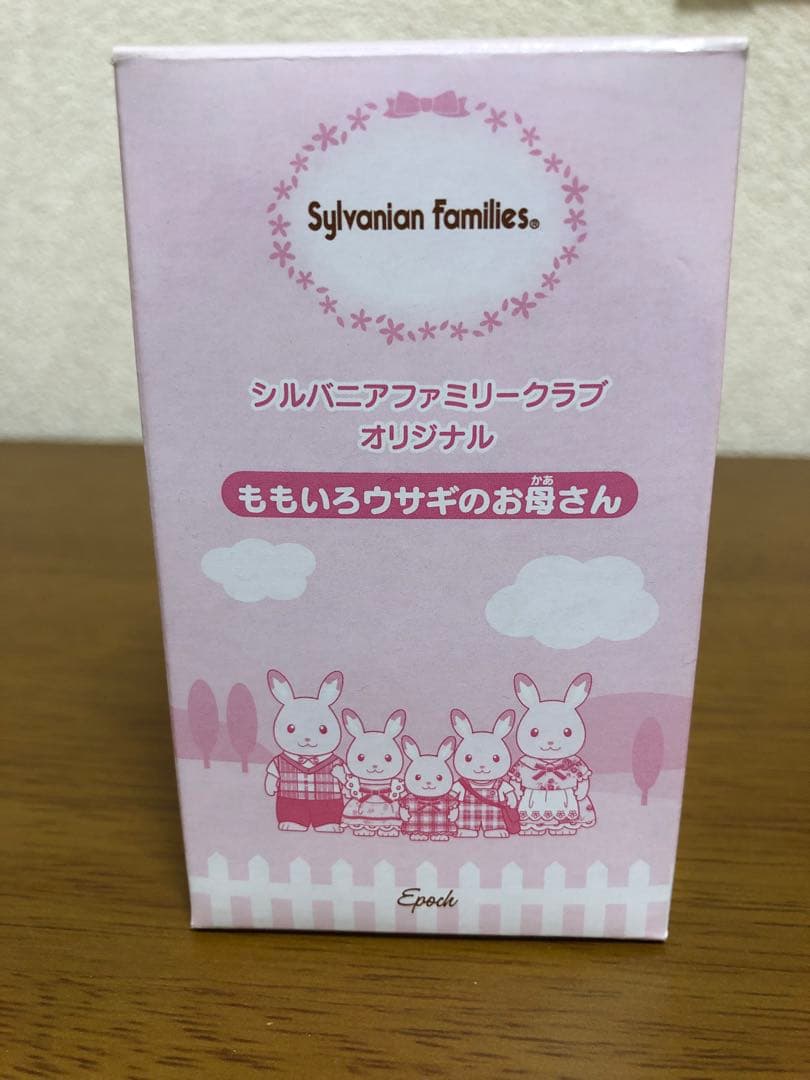 Sylvanian Families®
シルバニアファミリークラブ
オリジナル
かあ
ももいろウサギのお母さん
Epoch